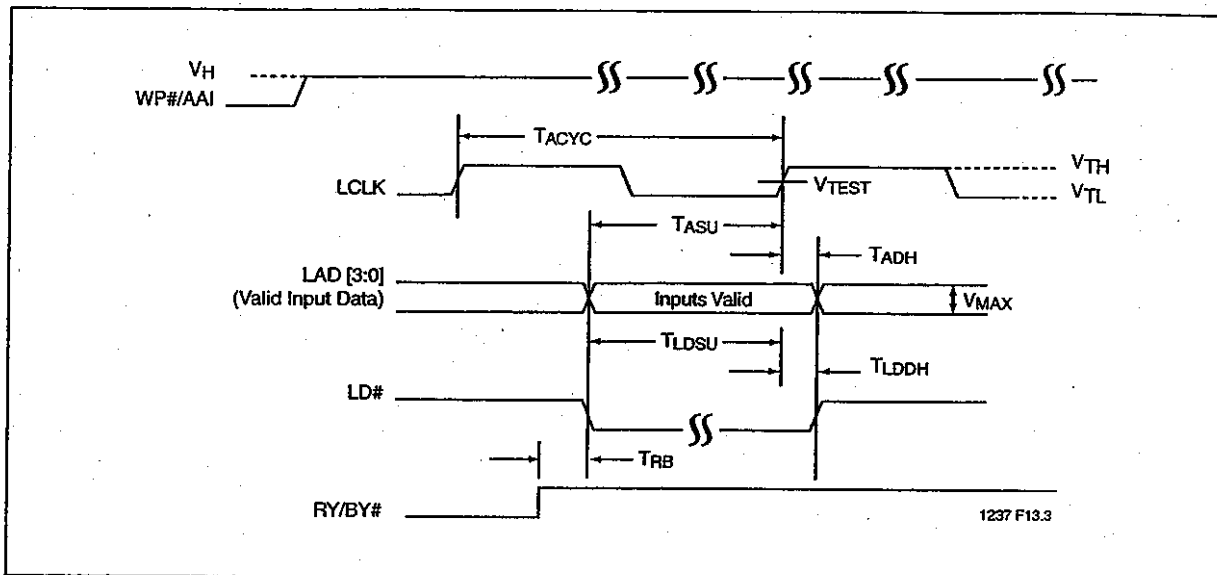 VH
WP#/AAI
TACYC
LCLK
VTH
VTEST
VTL
TASU
TADH
LAD [3:0]
(Valid Input Data)
Inputs Valid
VMAX
TLDSU
TLDDH
LD#
TRB
RY/BY#
1237 F13.3